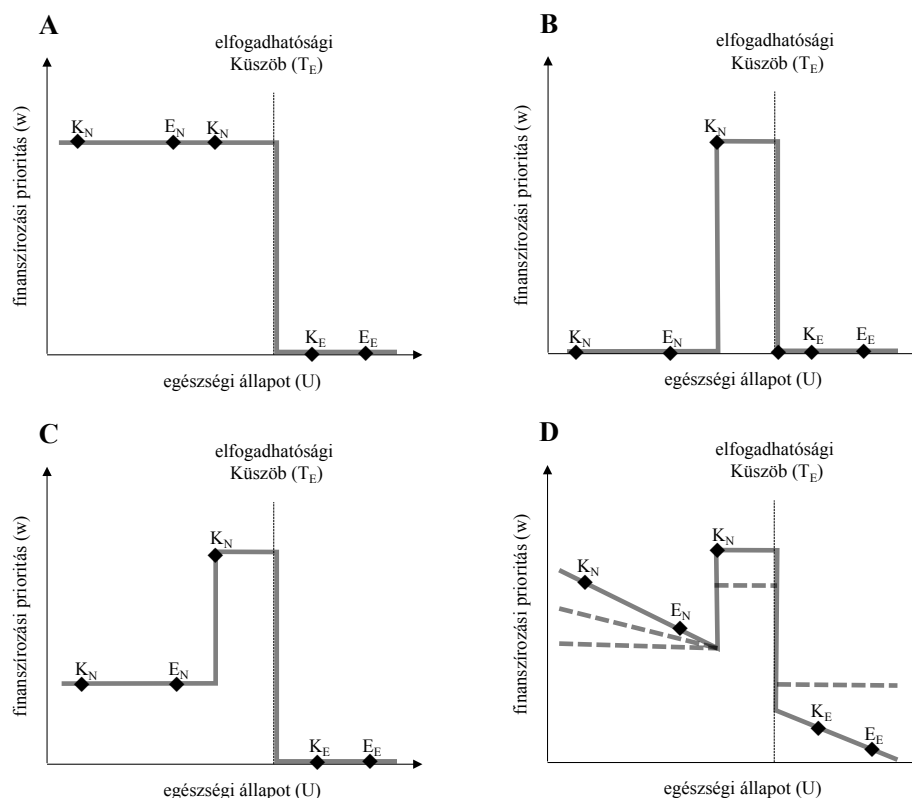 A
elfogadhatósági
Küszöb (T_E)
finanszírozási prioritás (w)
K_N
E_N
K_N
K_E
E_E
egészségi állapot (U)
B
elfogadhatósági
Küszöb (T_E)
finanszírozási prioritás (w)
K_N
K_N
E_N
K_E
E_E
egészségi állapot (U)
C
elfogadhatósági
Küszöb (T_E)
finanszírozási prioritás (w)
K_N
K_N
E_N
K_E
E_E
egészségi állapot (U)
D
elfogadhatósági
Küszöb (T_E)
finanszírozási prioritás (w)
K_N
K_N
E_N
K_E
E_E
egészségi állapot (U)